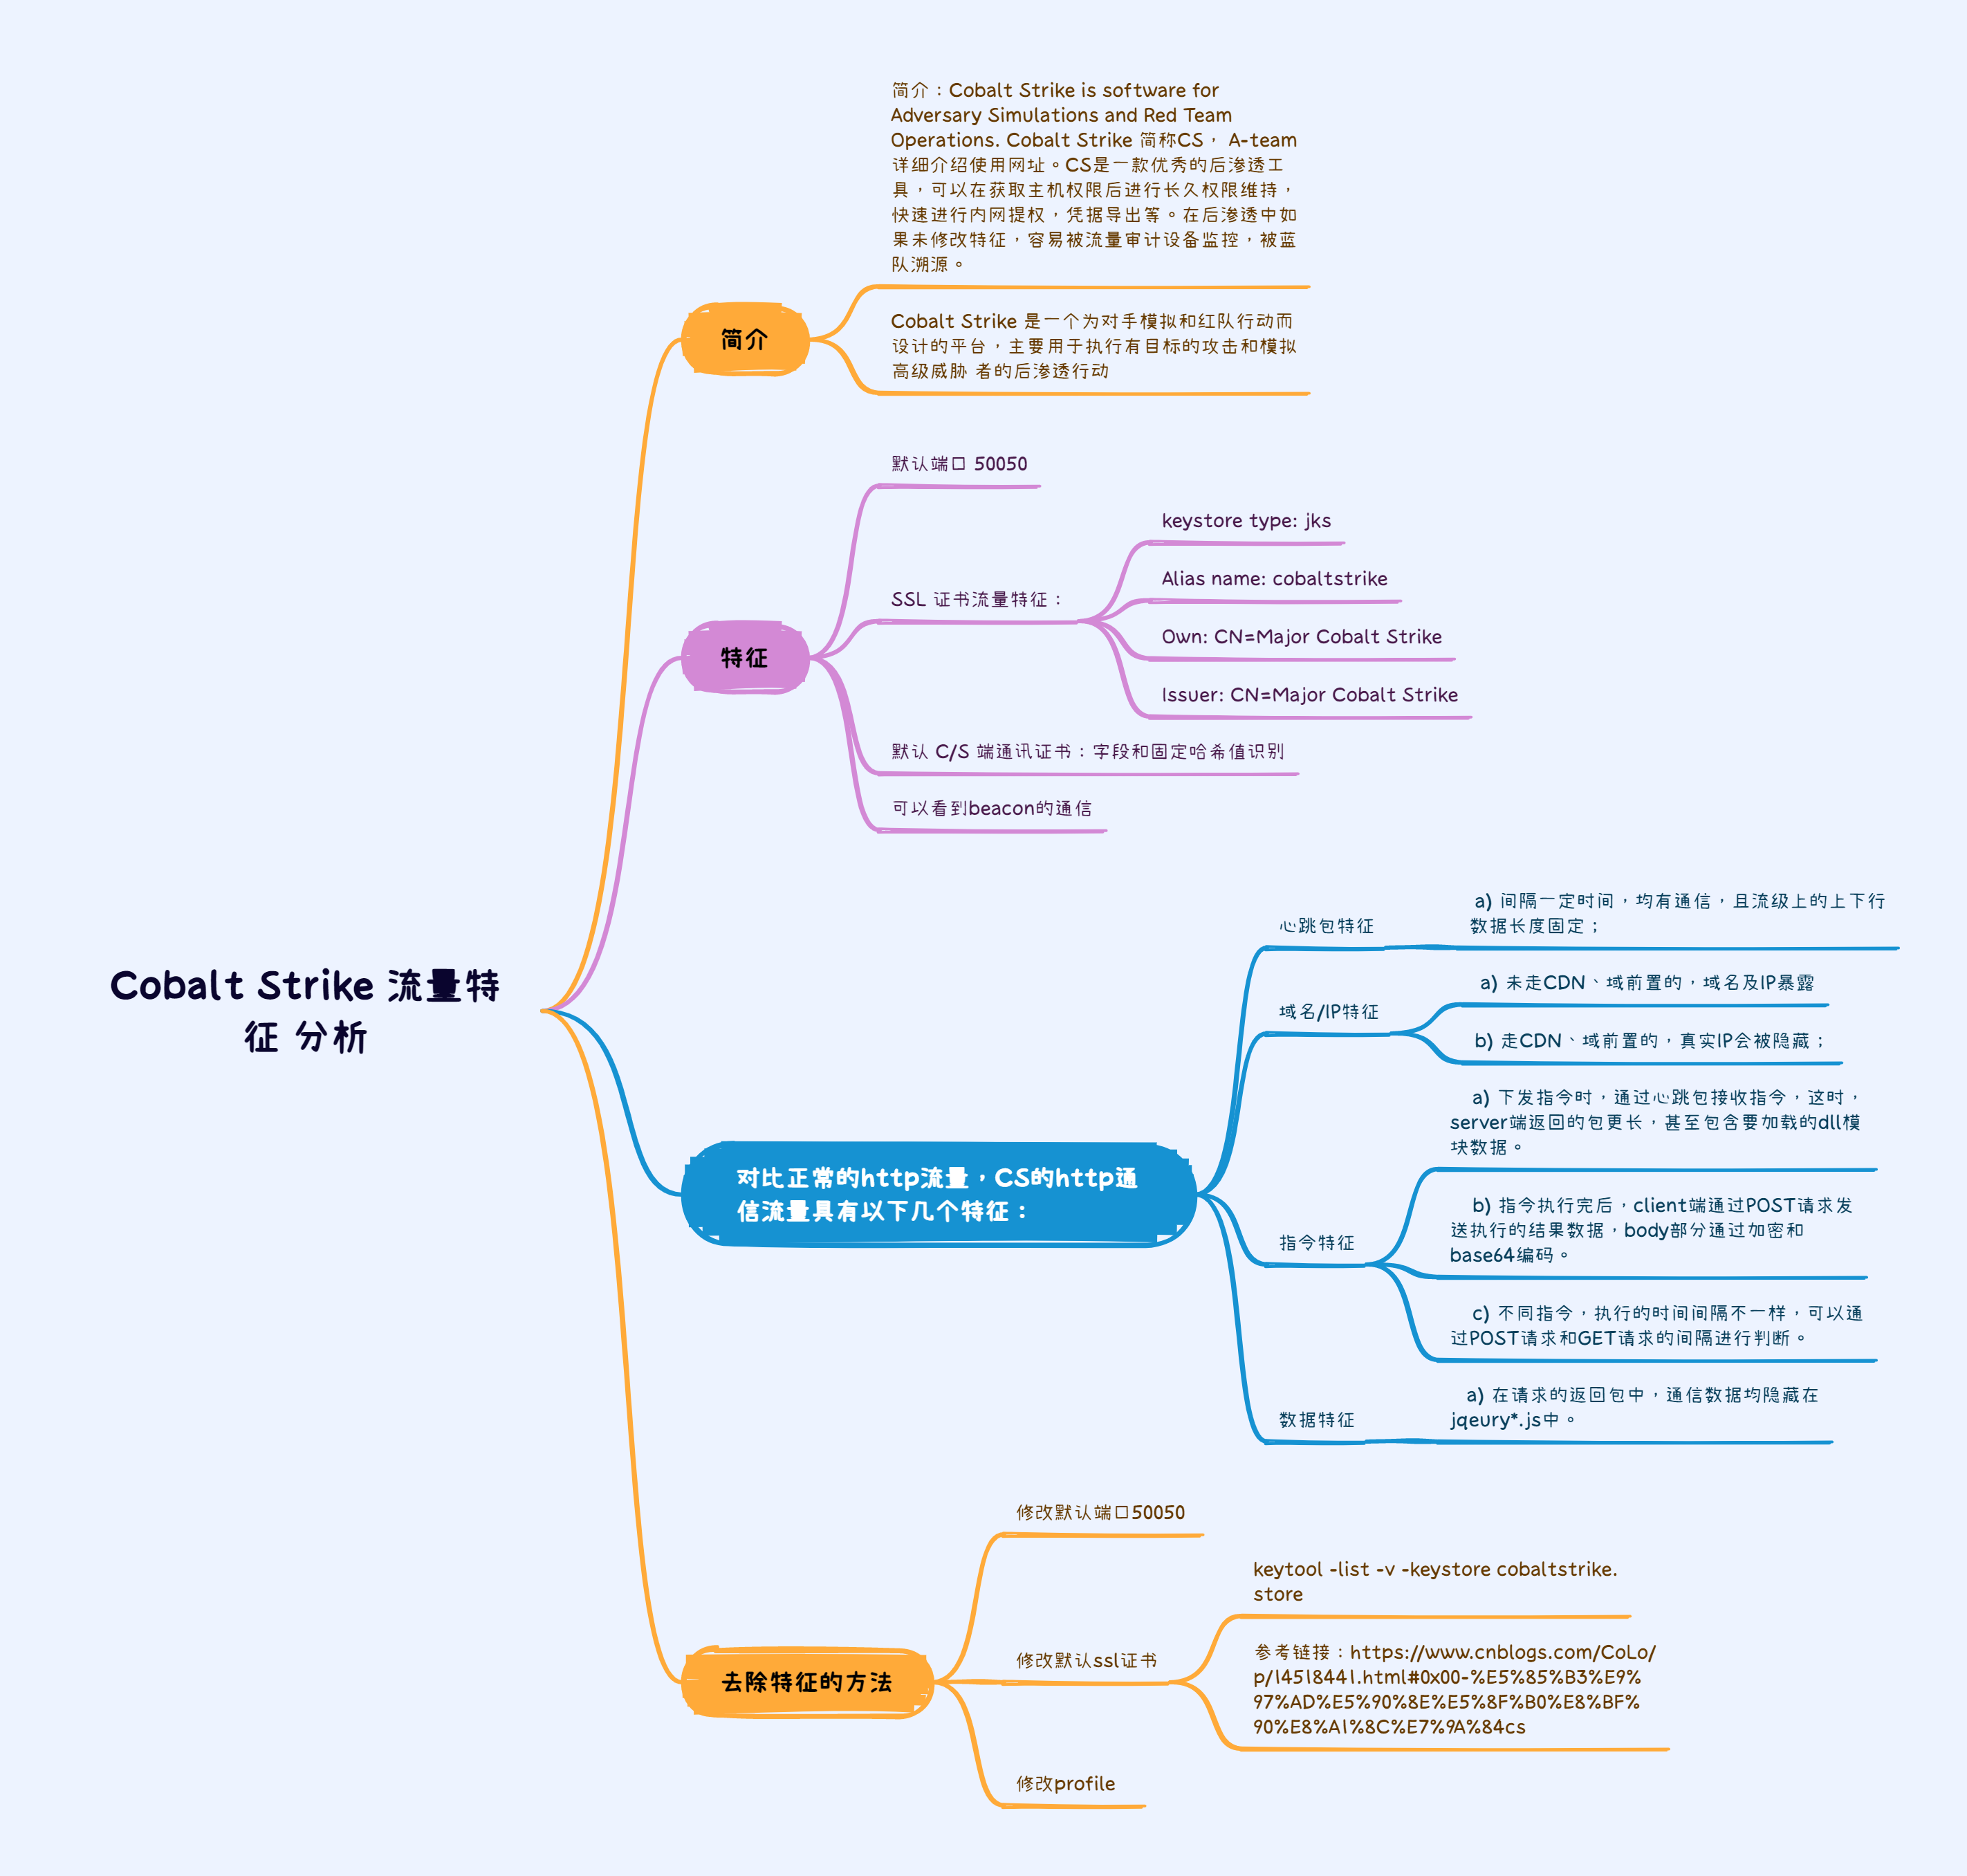 简介：Cobalt Strike is software for
Adversary Simulations and Red Team
Operations. Cobalt Strike 简称CS， A-team
详细介绍使用网址。CS是一款优秀的后渗透工
具，可以在获取主机权限后进行长久权限维持，
快速进行内网提权，凭据导出等。在后渗透中如
果未修改特征，容易被流量审计设备监控，被蓝
队溯源。
简介
Cobalt Strike 是一个为对手模拟和红队行动而
设计的平台，主要用于执行有目标的攻击和模拟
高级威胁 者的后渗透行动
默认端口 50050
keystore type: jks
Alias name: cobaltstrike
SSL 证书流量特征：
Own: CN=Major Cobalt Strike
特征
Issuer: CN=Major Cobalt Strike
默认 C/S 端通讯证书：字段和固定哈希值识别
可以看到beacon的通信
Cobalt Strike 流量特
征 分析
心跳包特征
a) 间隔一定时间，均有通信，且流级上的上下行
数据长度固定；
域名/IP特征
a) 未走CDN、域前置的，域名及IP暴露
b) 走CDN、域前置的，真实IP会被隐藏；
对比正常的http流量，CS的http通
信流量具有以下几个特征：
指令特征
a) 下发指令时，通过心跳包接收指令，这时，
server端返回的包更长，甚至包含要加载的dll模
块数据。
b) 指令执行完后，client端通过POST请求发
送执行的结果数据，body部分通过加密和
base64编码。
c) 不同指令，执行的时间间隔不一样，可以通
过POST请求和GET请求的间隔进行判断。
数据特征
a) 在请求的返回包中，通信数据均隐藏在
jqeury*.js中。
去除特征的方法
修改默认端口50050
修改默认ssl证书
keytool -list -v -keystore cobaltstrike.
store
参考链接：https://www.cnblogs.com/CoLo/
p/14518441.html#0x00-%E5%85%B3%E9%
97%AD%E5%90%8E%E5%8F%B0%E8%BF%
90%E8%A1%8C%E7%9A%84cs
修改profile